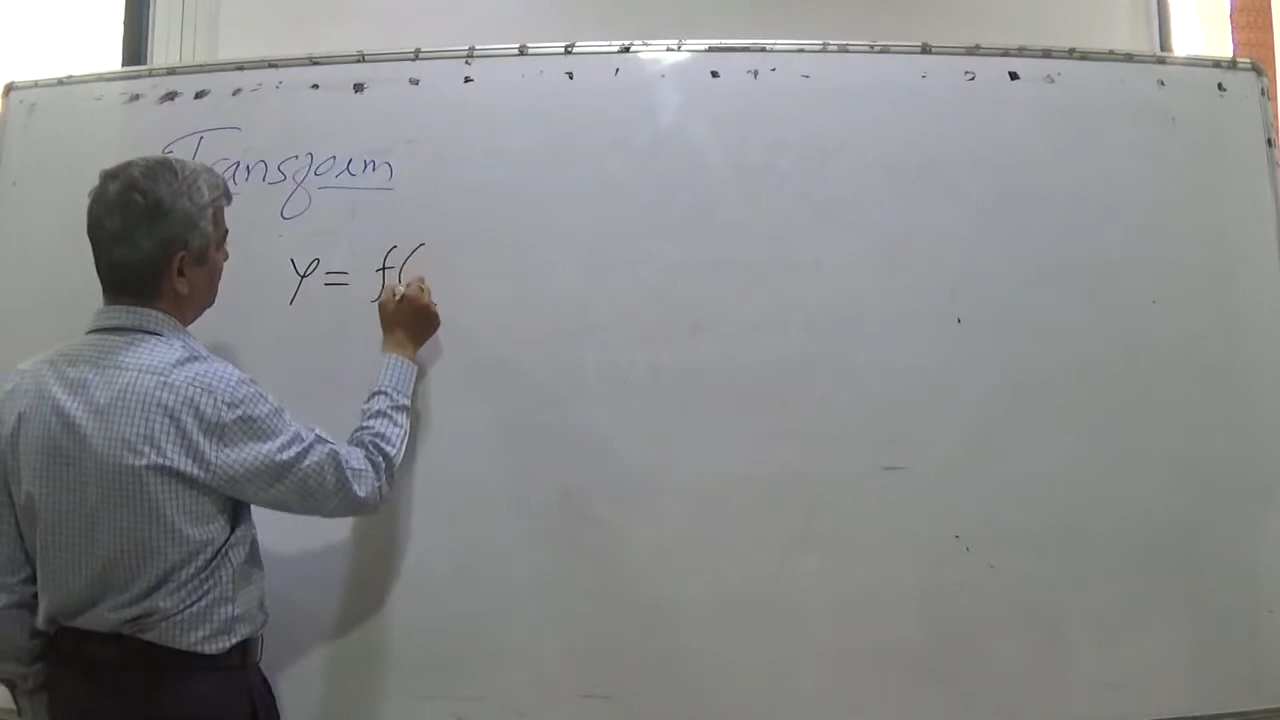 Transform
y = f(